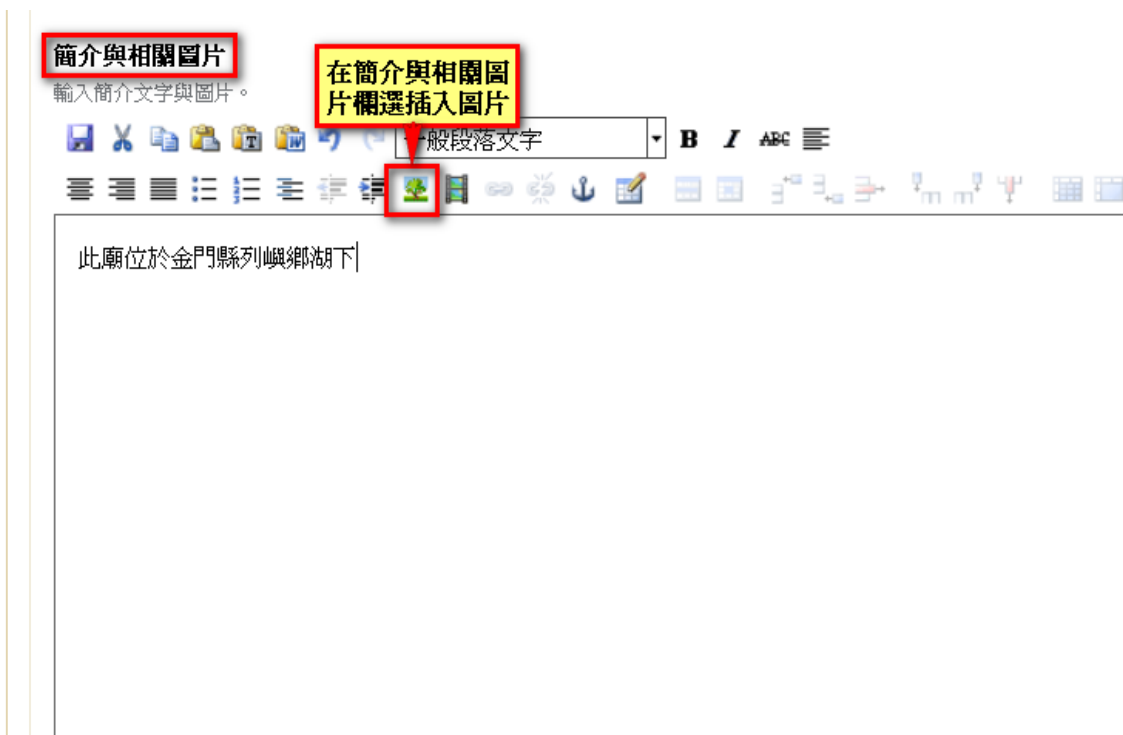 簡介與相關圖片
在簡介與相關圖
片欄選插入圖片
輸入簡介文字與圖片。
一般段落文字
B I ABC
此廟位於金門縣列嶼鄉湖下